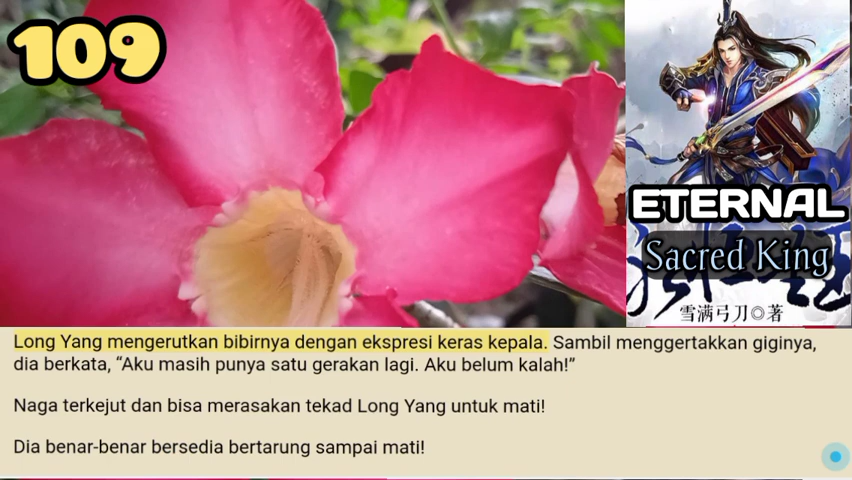 109
ETERNAL
Sacred King
雪满弓刀◎著
Long Yang mengerutkan bibirnya dengan ekspresi keras kepala. Sambil menggertakkan giginya,
dia berkata, “Aku masih punya satu gerakan lagi. Aku belum kalah!”
Naga terkejut dan bisa merasakan tekad Long Yang untuk mati!
Dia benar-benar bersedia bertarung sampai mati!